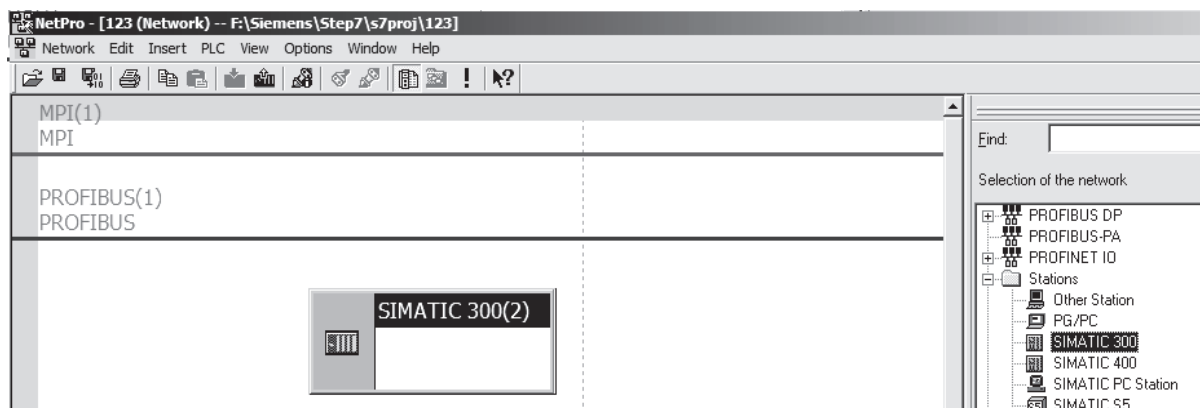 NetPro - [123 (Network) -- F:\Siemens\Step7\s7proj\123]
Network Edit Insert PLC View Options Window Help
MPI(1)
MPI
PROFIBUS(1)
PROFIBUS
SIMATIC 300(2)
Find:
Selection of the network
PROFIBUS DP
PROFIBUS-PA
PROFINET IO
Stations
Other Station
PG/PC
SIMATIC 300
SIMATIC 400
SIMATIC PC Station
SIMATIC S5